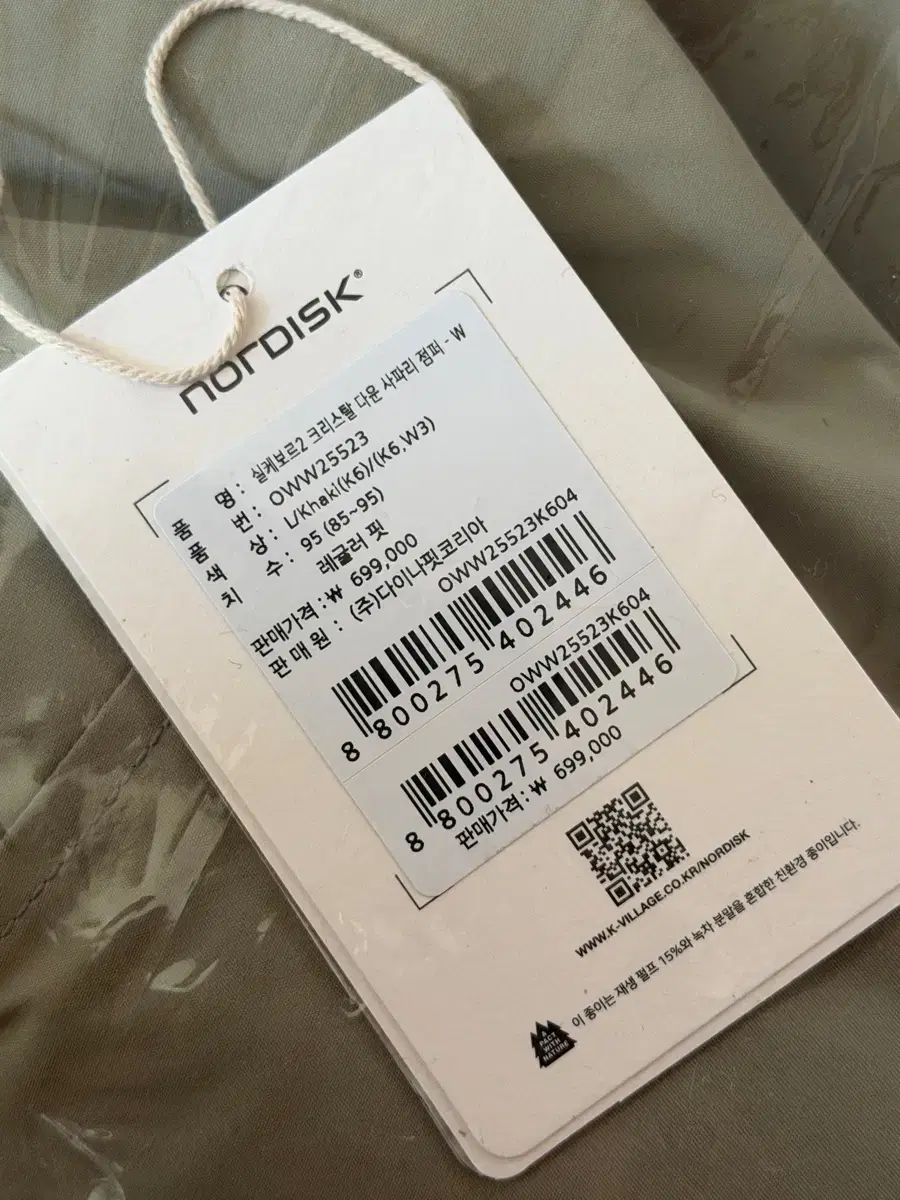 NORDISK®
품 명 : 실케보르2 크리스탈 다운 사파리 점퍼 - W
품 번 : OWW25523
색 상 : L/Khaki(K6)/(K6,W3)
치 수 : 95 (85~95)
레귤러 핏
판매가격 : ₩ 699,000
판 매 원 : (주)다이나핏코리아
OWW25523K604
8 800275 402446
OWW25523K604
8 800275 402446
판매가격 : ₩ 699,000
WWW.K-VILLAGE.CO.KR/NORDISK
이 종이는 재생 펄프 15%와 녹차 분말을 혼합한 친환경 종이입니다.
A
PACT
WITH
NATURE